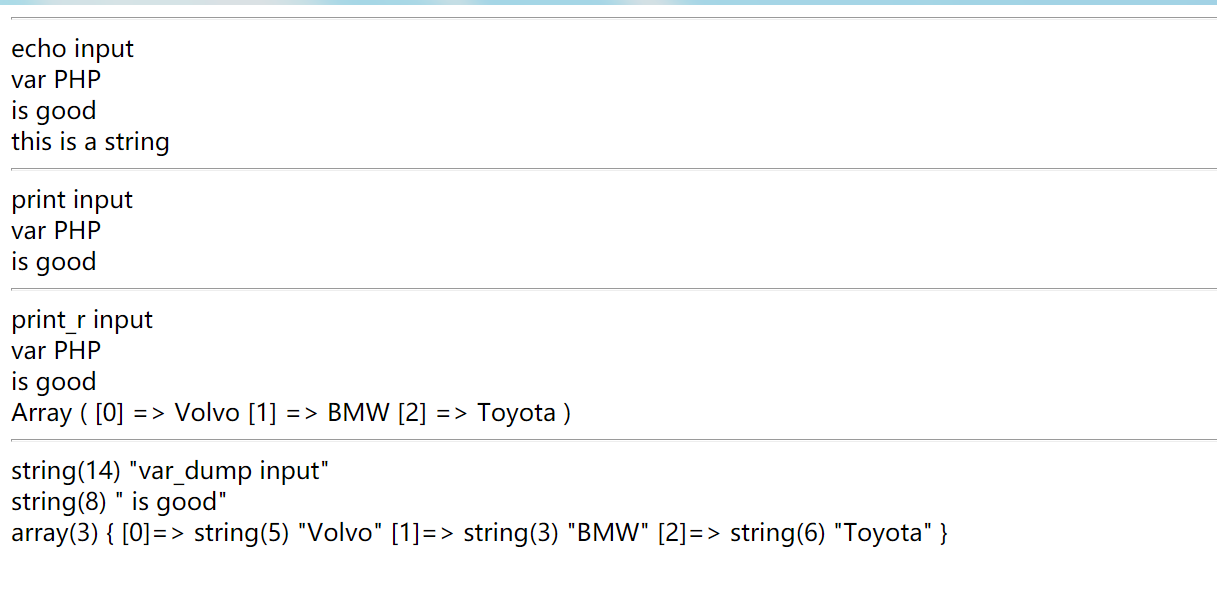 echo input
var PHP
is good
this is a string
print input
var PHP
is good
print_r input
var PHP
is good
Array ( [0] => Volvo [1] => BMW [2] => Toyota )
string(14) "var_dump input"
string(8) " is good"
array(3) { [0]=> string(5) "Volvo" [1]=> string(3) "BMW" [2]=> string(6) "Toyota" }